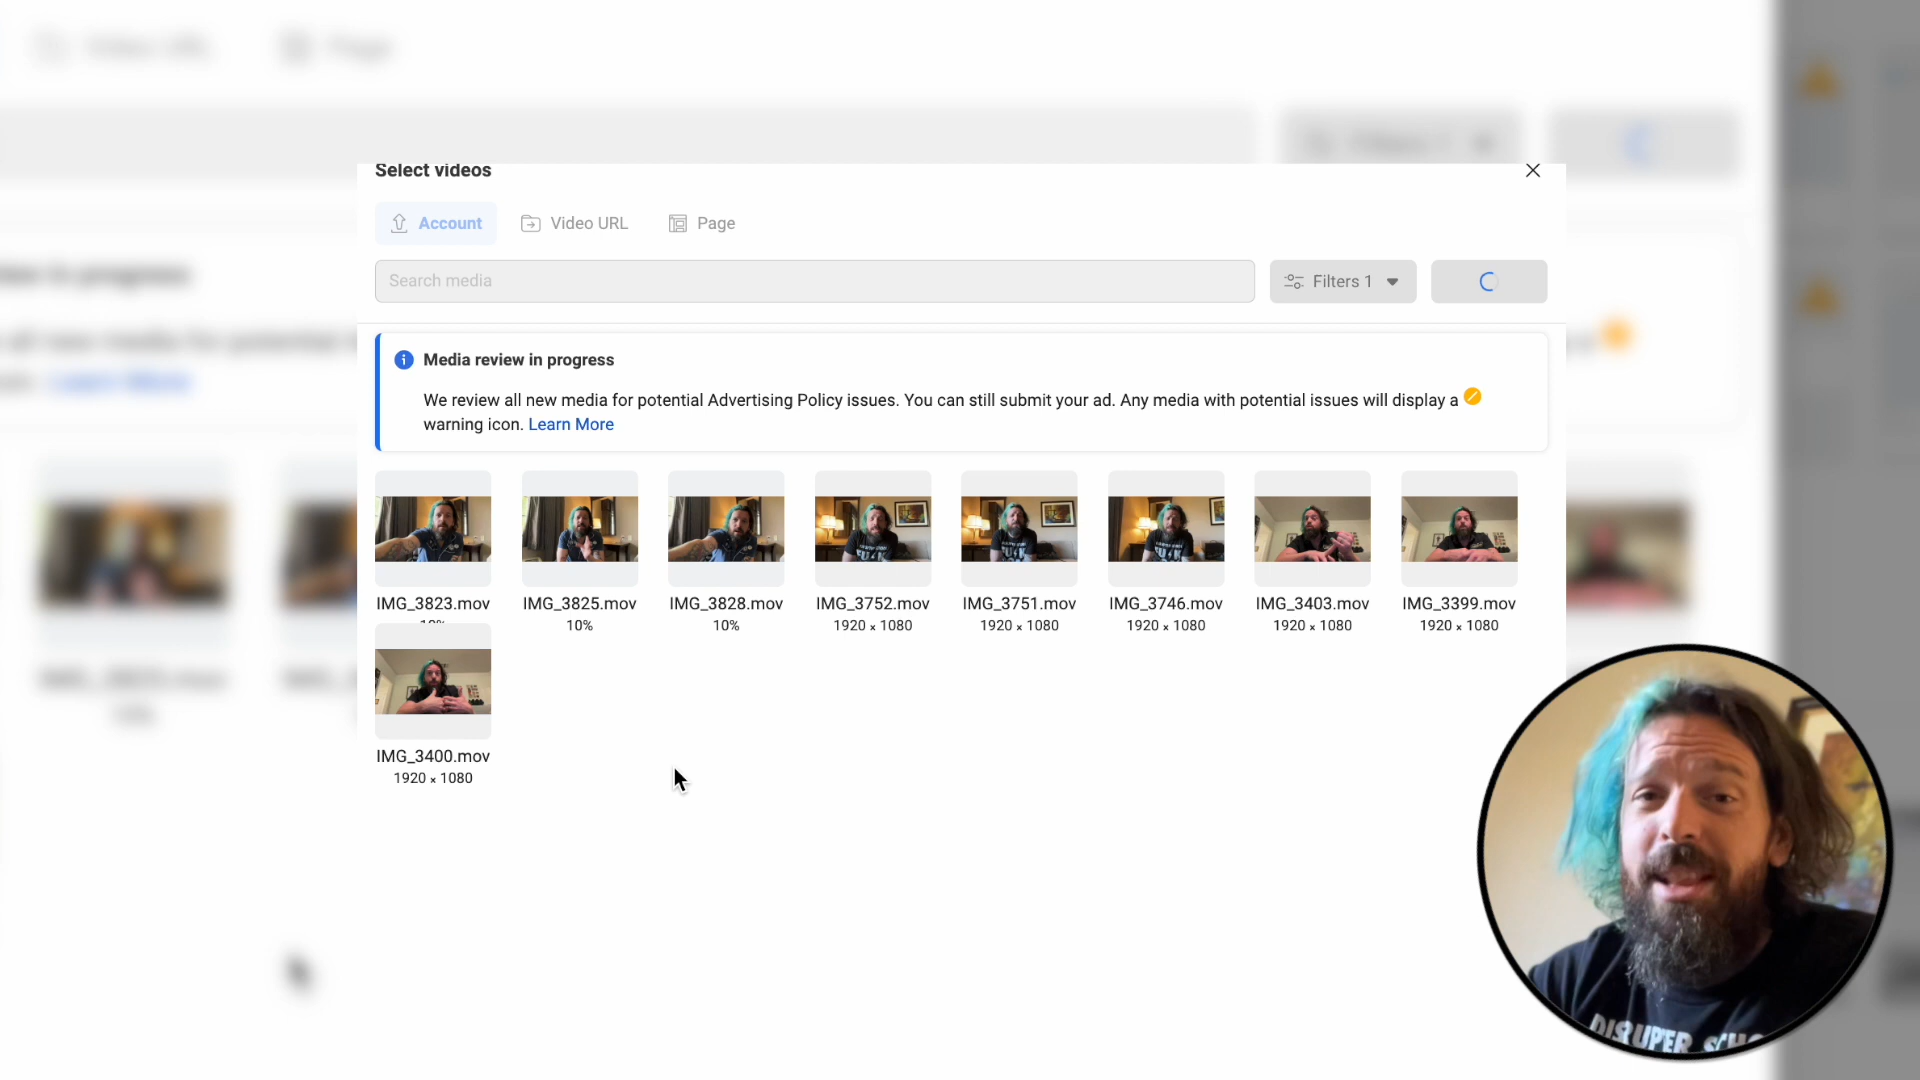 Select videos
Account
Video URL
Page
Search media
Filters 1
Media review in progress
We review all new media for potential Advertising Policy issues. You can still submit your ad. Any media with potential issues will display a
warning icon. Learn More
IMG_3823.mov
10%
IMG_3825.mov
10%
IMG_3828.mov
10%
IMG_3752.mov
1920 × 1080
IMG_3751.mov
1920 × 1080
IMG_3746.mov
1920 × 1080
IMG_3403.mov
1920 × 1080
IMG_3399.mov
1920 × 1080
IMG_3400.mov
1920 × 1080
DISRUPTER